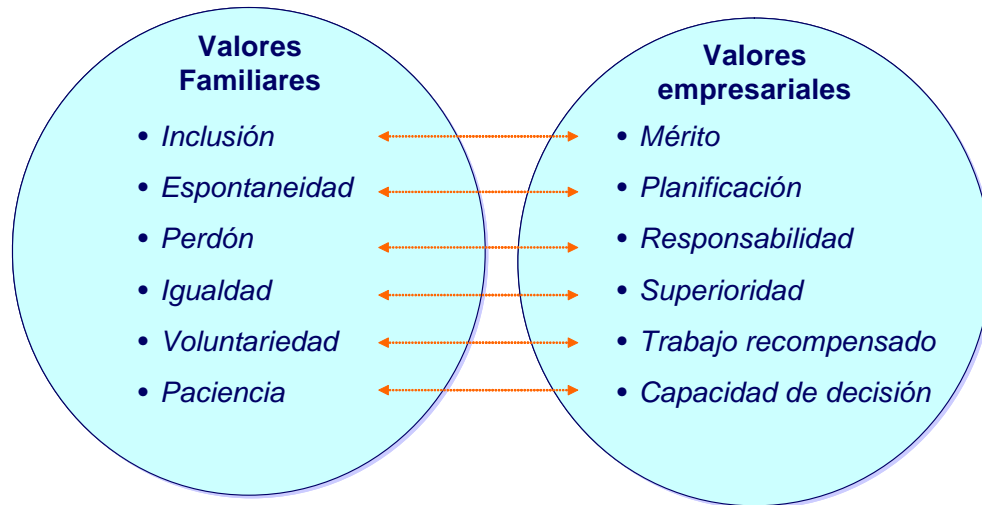 Valores
Familiares
• Inclusión
• Espontaneidad
• Perdón
• Igualdad
• Voluntariedad
• Paciencia
Valores
empresariales
• Mérito
• Planificación
• Responsabilidad
• Superioridad
• Trabajo recompensado
• Capacidad de decisión